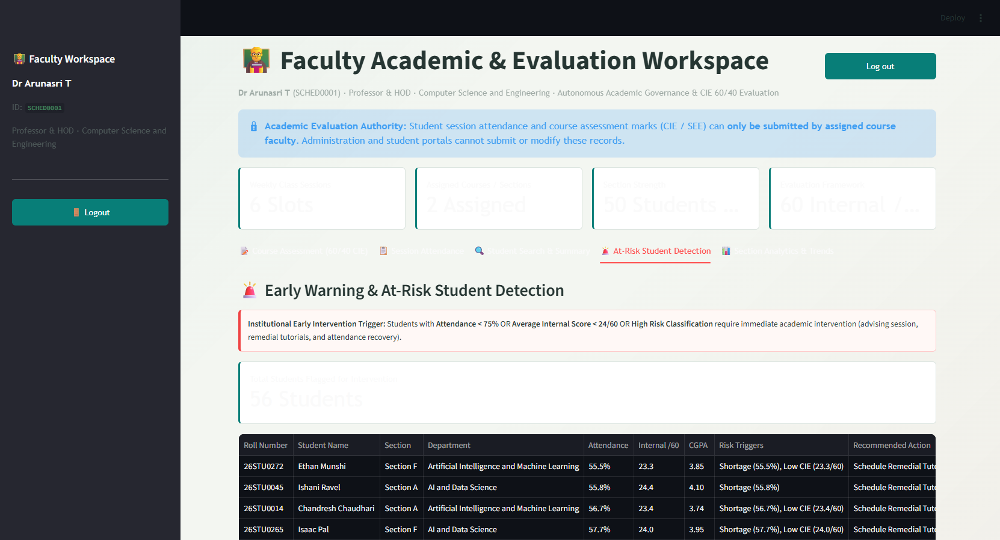 Deploy
Faculty Workspace
Dr Arunasri T
ID: SCHED0001
Professor & HOD · Computer Science and
Engineering
Logout
Faculty Academic & Evaluation Workspace
Log out
Dr Arunasri T (SCHED0001) · Professor & HOD · Computer Science and Engineering · Autonomous Academic Governance & CIE 60/40 Evaluation
Academic Evaluation Authority: Student session attendance and course assessment marks (CIE / SEE) can only be submitted by assigned course
faculty. Administration and student portals cannot submit or modify these records.
Weekly Class Sessions
6 Slots
Assigned Courses / Sections
2 Assigned
Section Strength
50 Students ...
Evaluation Framework
60 Internal /...
Course Assessment (60/40 CIE) Session Attendance Student Search & Summary At-Risk Student Detection Section Analytics & Trends
Early Warning & At-Risk Student Detection
Institutional Early Intervention Trigger: Students with Attendance < 75% OR Average Internal Score < 24/60 OR High Risk Classification require immediate academic intervention (advising session,
remedial tutorials, and attendance recovery).
Total Students Flagged for Intervention
56 Students
Roll Number Student Name Section Department Attendance Internal /60 CGPA Risk Triggers Recommended Action
26STU0272 Ethan Munshi Section F Artificial Intelligence and Machine Learning 55.5% 23.3 3.85 Shortage (55.5%), Low CIE (23.3/60) Schedule Remedial Tuto
26STU0045 Ishani Ravel Section A AI and Data Science 55.8% 24.4 4.10 Shortage (55.8%) Schedule Remedial Tuto
26STU0014 Chandresh Chaudhari Section A Artificial Intelligence and Machine Learning 56.7% 23.4 3.74 Shortage (56.7%), Low CIE (23.4/60) Schedule Remedial Tuto
26STU0265 Isaac Pal Section F AI and Data Science 57.7% 24.0 3.95 Shortage (57.7%), Low CIE (24.0/60) Schedule Remedial Tuto